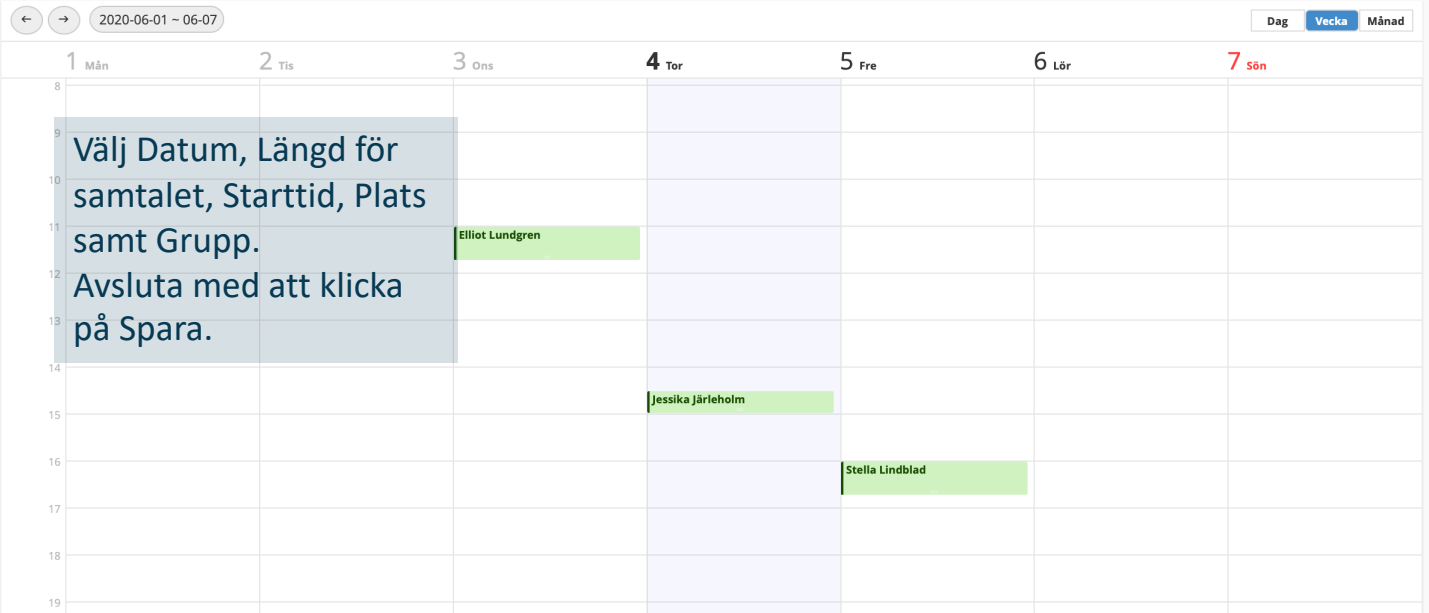 ← → 2020-06-01 ~ 06-07 Dag Vecka Månad
1 Mån 2 Tis 3 Ons 4 Tor 5 Fre 6 Lör 7 Sön
8
9
Välj Datum, Längd för
10
samtalet, Starttid, Plats
11
samt Grupp.
Elliot Lundgren
12
Avsluta med att klicka
13
på Spara.
14
Jessika Järleholm
15
16
Stella Lindblad
17
18
19